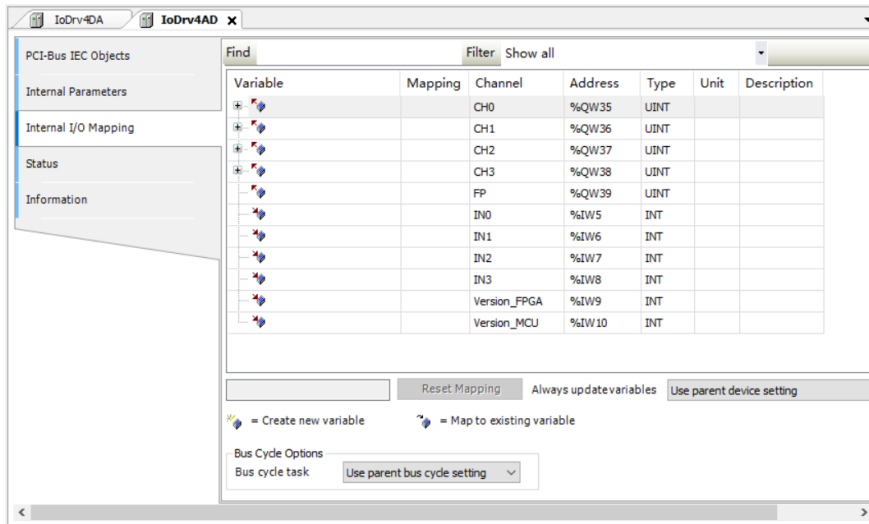 IoDrv4DA IoDrv4AD X
PCI-Bus IEC Objects
Internal Parameters
Internal I/O Mapping
Status
Information
Find Filter Show all
Variable Mapping Channel Address Type Unit Description
CH0 %QW35 UINT
CH1 %QW36 UINT
CH2 %QW37 UINT
CH3 %QW38 UINT
FP %QW39 UINT
IN0 %IW5 INT
IN1 %IW6 INT
IN2 %IW7 INT
IN3 %IW8 INT
Version_FPGA %IW9 INT
Version_MCU %IW10 INT
Reset Mapping Always update variables Use parent device setting
= Create new variable = Map to existing variable
Bus Cycle Options
Bus cycle task Use parent bus cycle setting